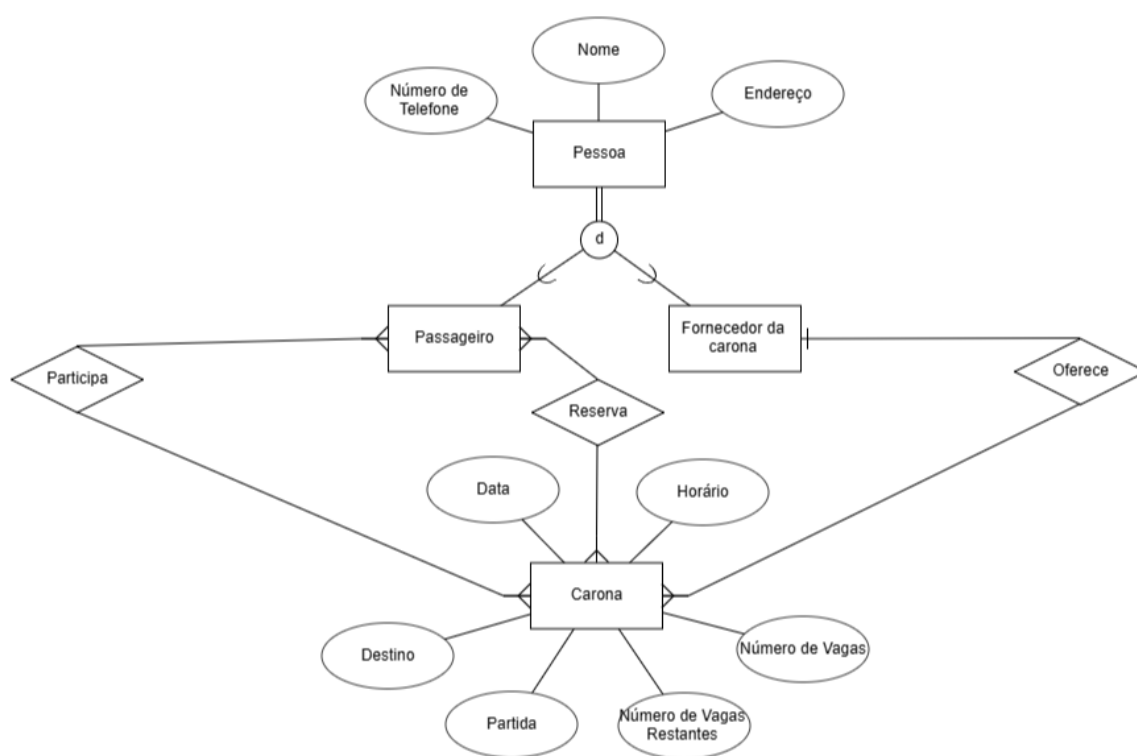 Nome
Número de
Telefone
Endereço
Pessoa
d
Passageiro
Fornecedor da
carona
Participa
Oferece
Reserva
Data
Horário
Carona
Destino
Número de Vagas
Partida
Número de Vagas
Restantes